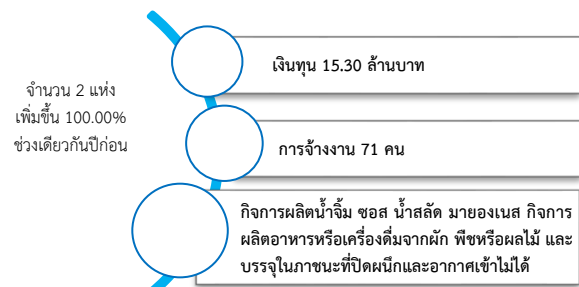 จำนวน 2 แห่ง
เพิ่มขึ้น 100.00%
ช่วงเดียวกันปีก่อน
เงินทุน 15.30 ล้านบาท
การจ้างงาน 71 คน
กิจการผลิตน้ำจิ้ม ซอส น้ำสลัด มายองเนส กิจการ
ผลิตอาหารหรือเครื่องดื่มจากผัก พืชหรือผลไม้ และ
บรรจุในภาชนะที่ปิดผนึกและอากาศเข้าไม่ได้